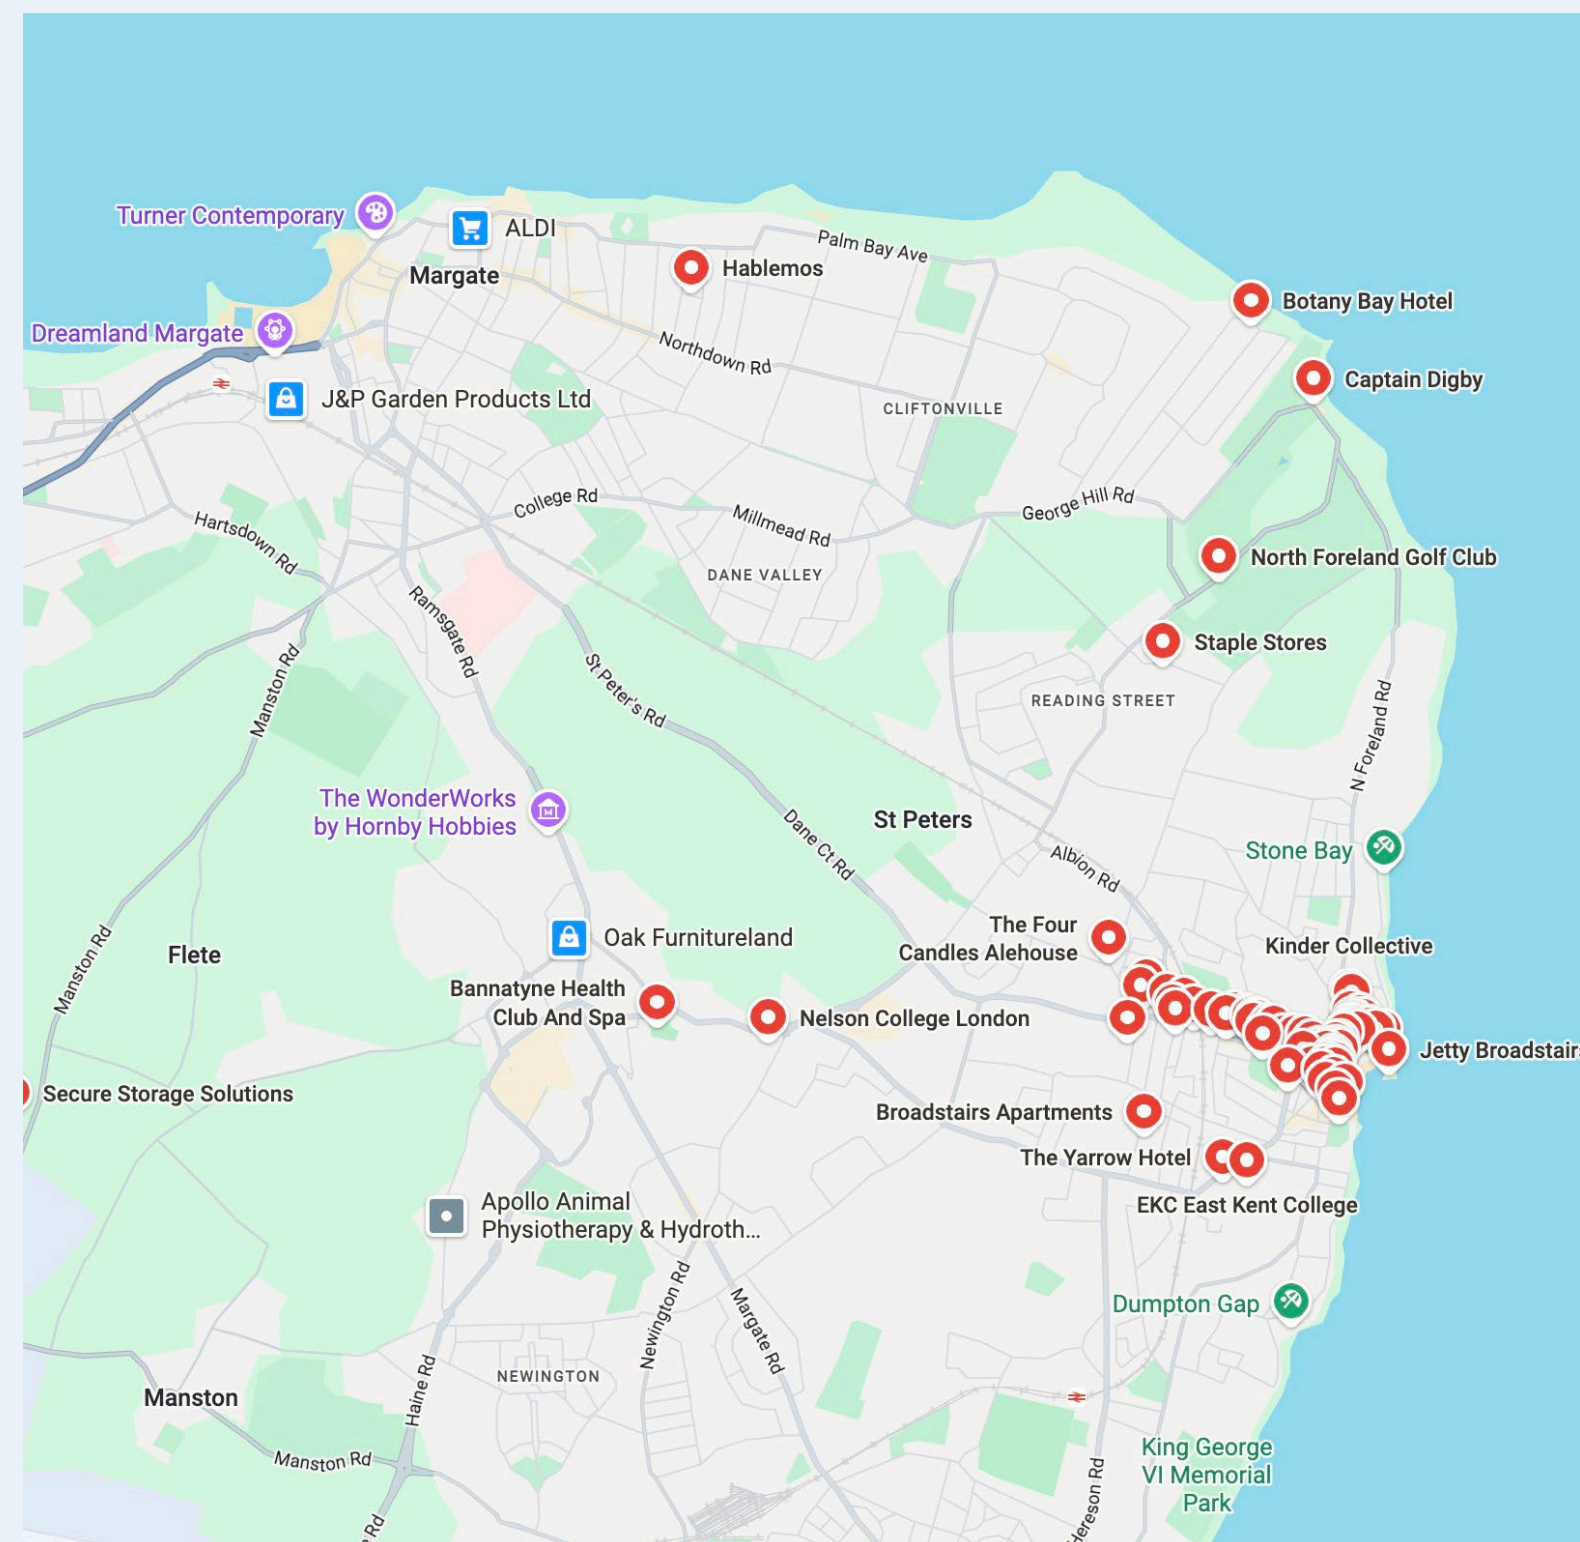 Turner Contemporary
ALDI
Margate
Hablemos
Palm Bay Ave
Botany Bay Hotel
Dreamland Margate
Northdown Rd
Captain Digby
J&P Garden Products Ltd
CLIFTONVILLE
College Rd
George Hill Rd
Hartsdown Rd
Millmead Rd
North Foreland Golf Club
DANE VALLEY
Ramsgate Rd
Staple Stores
Manston Rd
St Peter's Rd
READING STREET
N Foreland Rd
The WonderWorks
by Hornby Hobbies
St Peters
Dane Ct Rd
Stone Bay
Albion Rd
The Four
Candles Alehouse
Oak Furnitureland
Kinder Collective
Flete
Manston Rd
Bannatyne Health
Club And Spa
Nelson College London
Jetty Broadstairs
Secure Storage Solutions
Broadstairs Apartments
The Yarrow Hotel
EKC East Kent College
Apollo Animal
Physiotherapy & Hydroth...
Dumpton Gap
Newington Rd
Margate Rd
NEWINGTON
Haine Rd
Manston
King George
VI Memorial
Park
Manston Rd
Hereson Rd
Rd